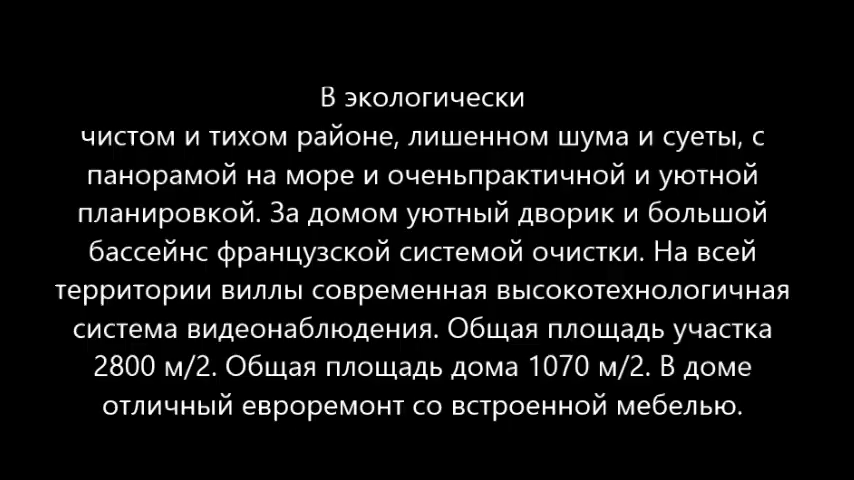 В экологически
чистом и тихом районе, лишенном шума и суеты, с
панорамой на море и оченьпрактичной и уютной
планировкой. За домом уютный дворик и большой
бассейнс французской системой очистки. На всей
территории виллы современная высокотехнологичная
система видеонаблюдения. Общая площадь участка
2800 м/2. Общая площадь дома 1070 м/2. В доме
отличный евроремонт со встроенной мебелью.